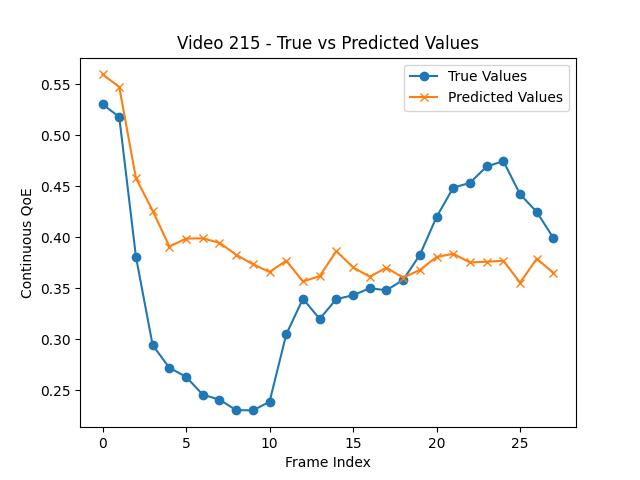 Video 215 - True vs Predicted Values
True Values
Predicted Values
Continuous QoE
0.55
0.50
0.45
0.40
0.35
0.30
0.25
0
5
10
15
20
25
Frame Index